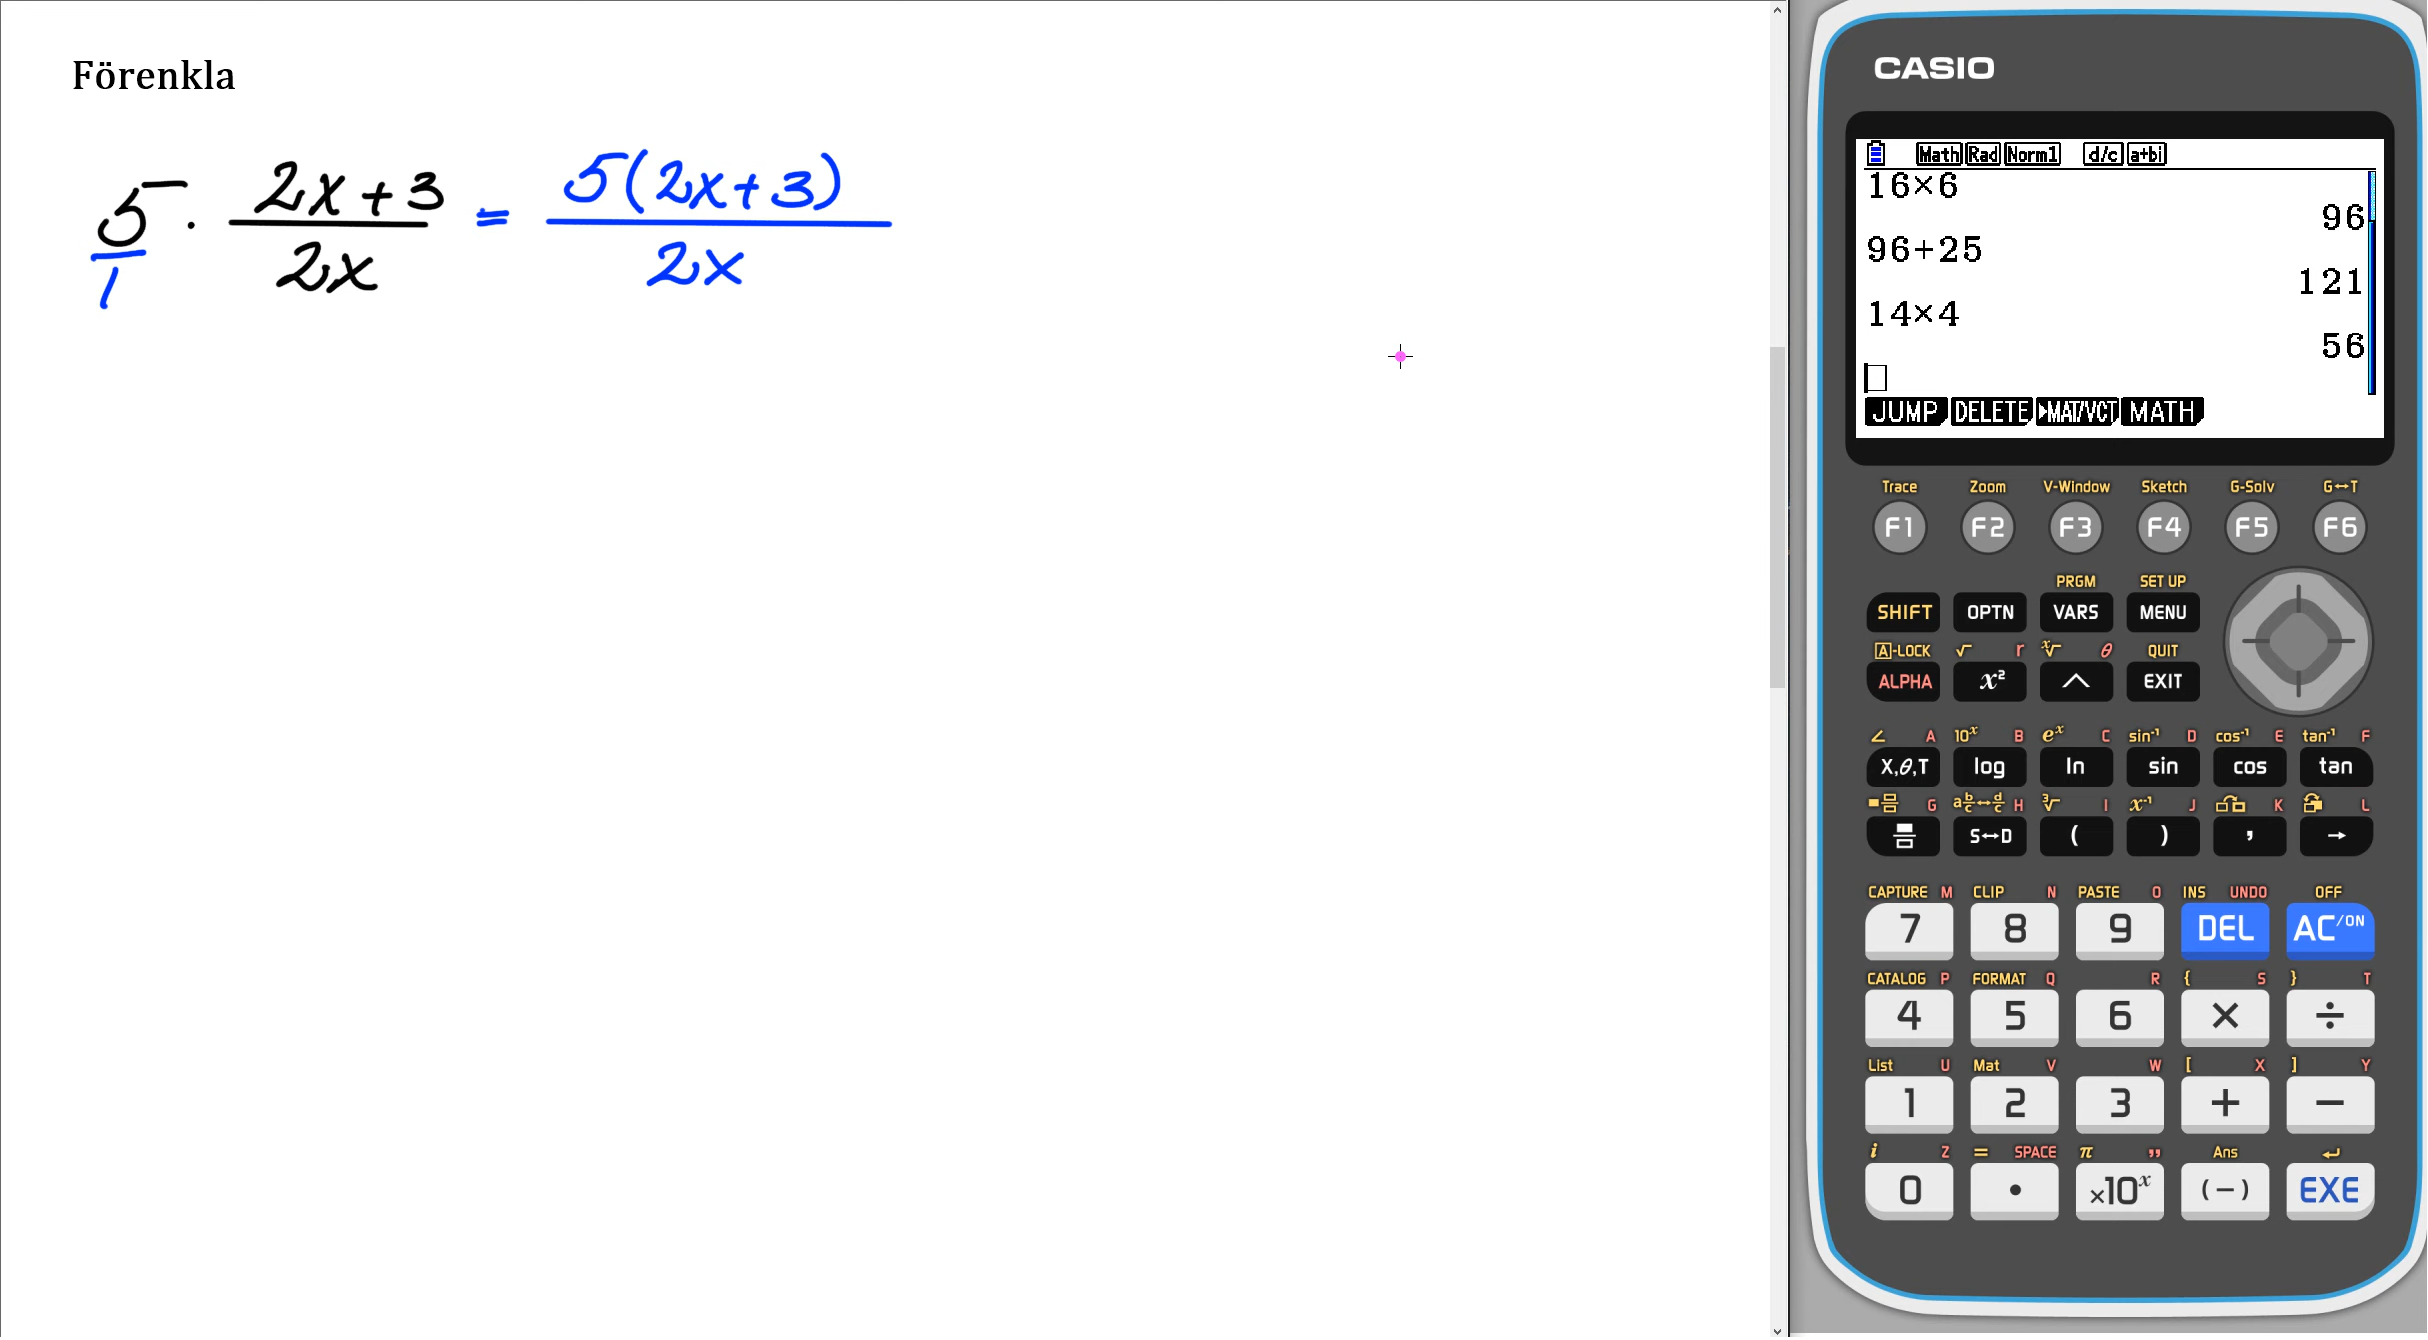 Förenkla
5/1 · (2x+3)/(2x) = 5(2x+3)/(2x)
CASIO
Math Rad Norm1 d/c a+bi
16×6
96
96+25
121
14×4
56
JUMP DELETE ▶MAT/VCT MATH
Trace Zoom V-Window Sketch G-Solv G↔T
F1 F2 F3 F4 F5 F6
PRGM SET UP
SHIFT OPTN VARS MENU
A-LOCK √ r ˣ√ θ QUIT
ALPHA x² ^ EXIT
∠ A 10ˣ B eˣ C sin⁻¹ D cos⁻¹ E tan⁻¹ F
X,θ,T log ln sin cos tan
G a b/c↔d/c H ³√ I x⁻¹ J K L
S↔D ( ) , →
CAPTURE M CLIP N PASTE O INS UNDO OFF
7 8 9 DEL AC/ON
CATALOG P FORMAT Q R { S } T
4 5 6 × ÷
List U Mat V W [ X ] Y
1 2 3 + −
i Z = SPACE π ” Ans ↵
0 • ×10ˣ (−) EXE